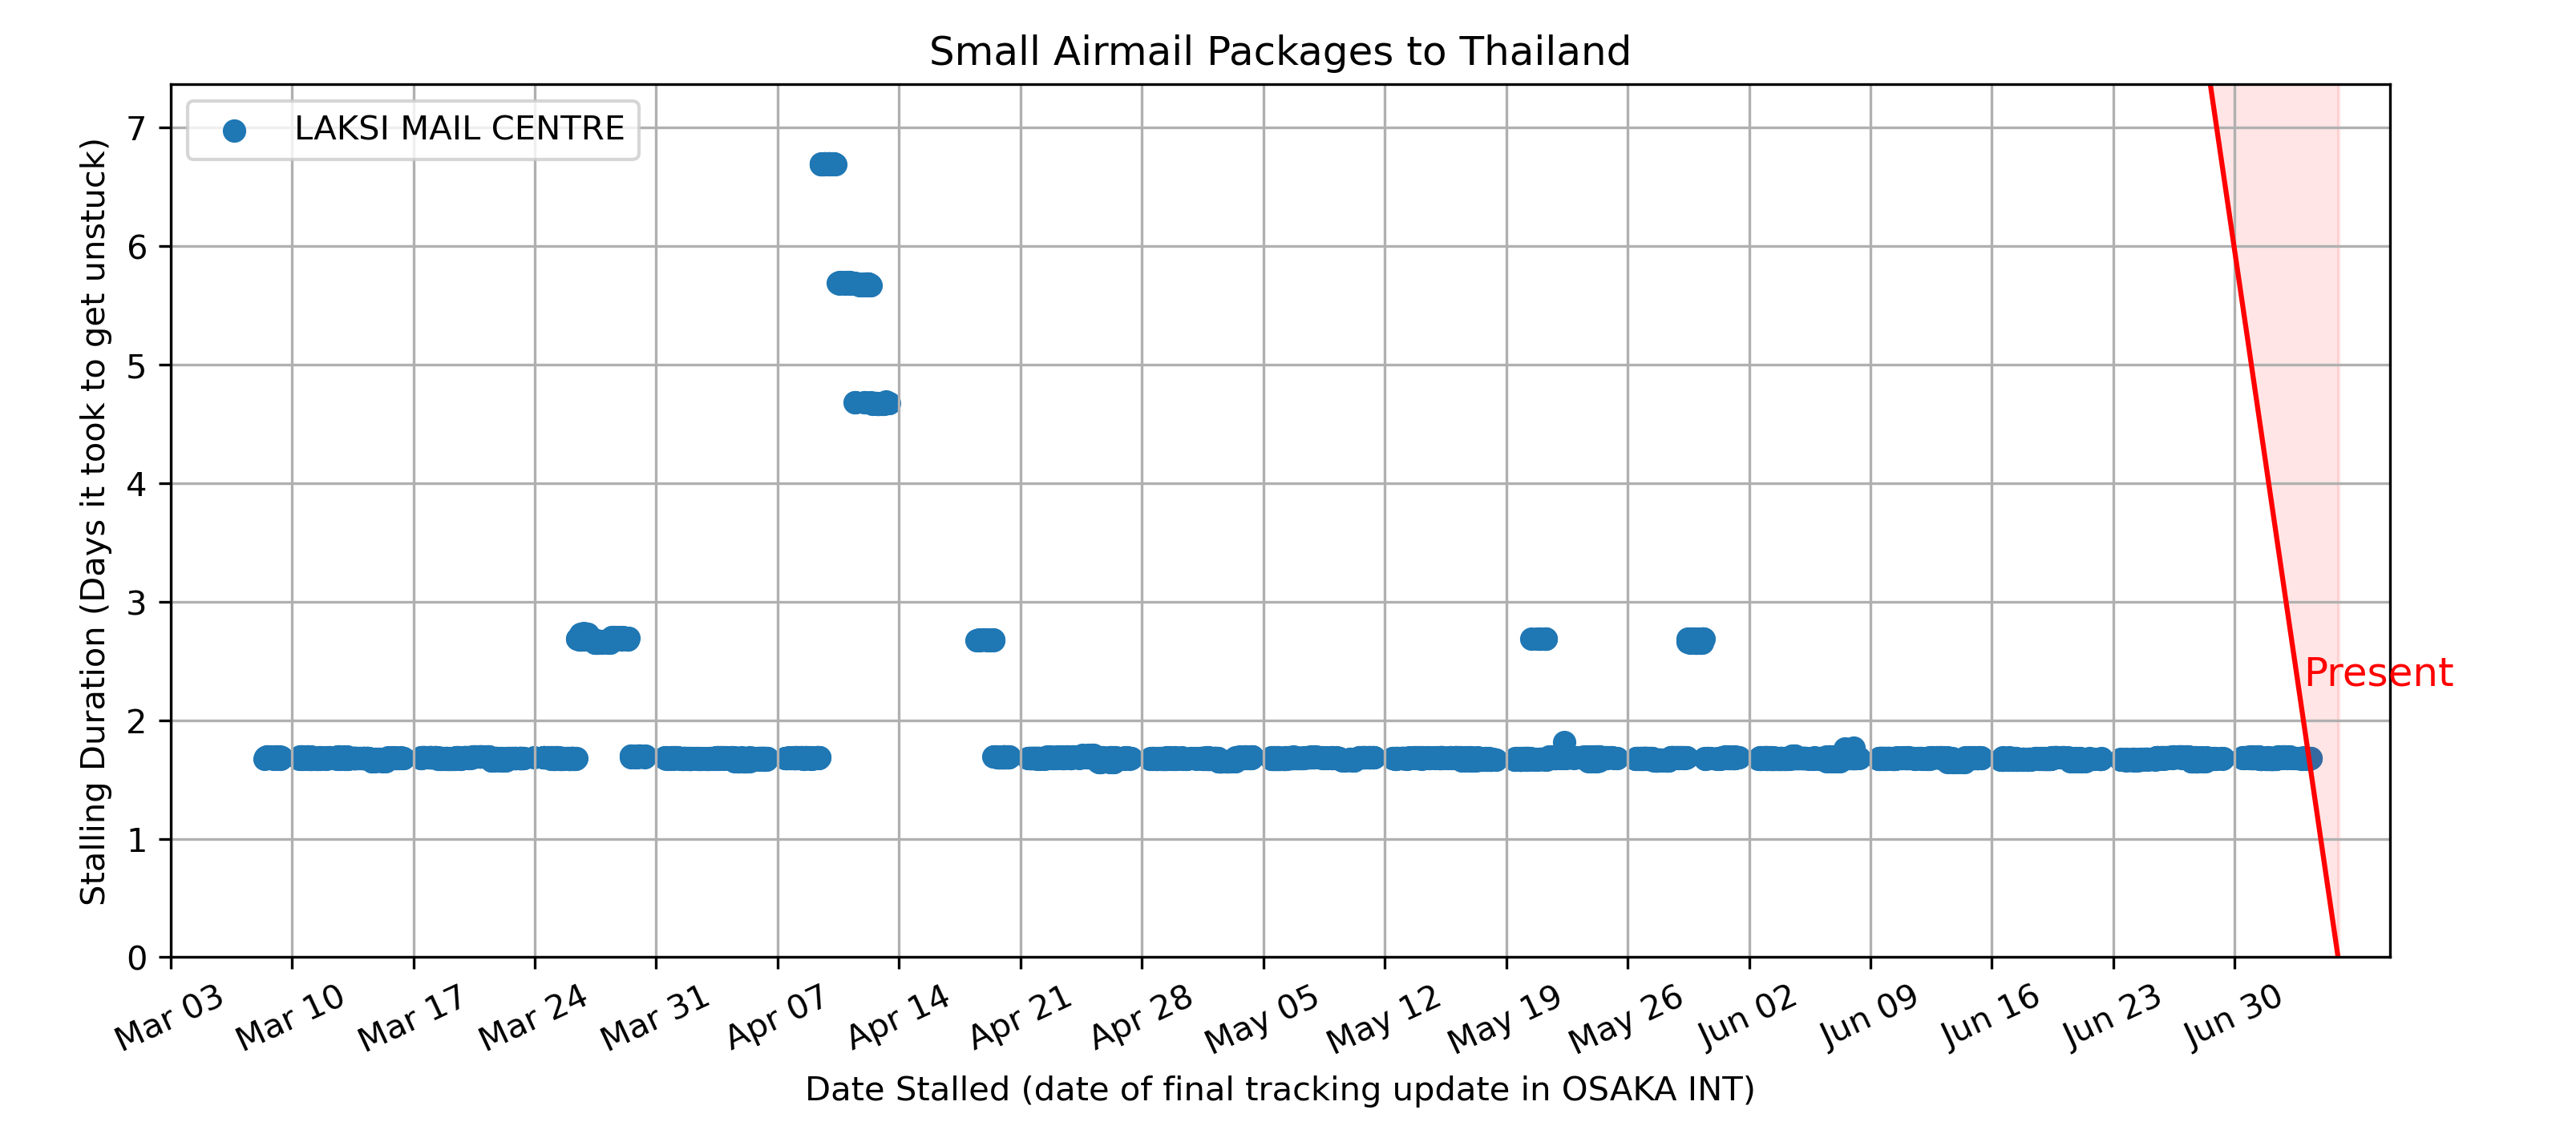 Small Airmail Packages to Thailand
LAKSI MAIL CENTRE
Stalling Duration (Days it took to get unstuck)
7
6
5
4
3
2
1
0
Present
Mar 03
Mar 10
Mar 17
Mar 24
Mar 31
Apr 07
Apr 14
Apr 21
Apr 28
May 05
May 12
May 19
May 26
Jun 02
Jun 09
Jun 16
Jun 23
Jun 30
Date Stalled (date of final tracking update in OSAKA INT)